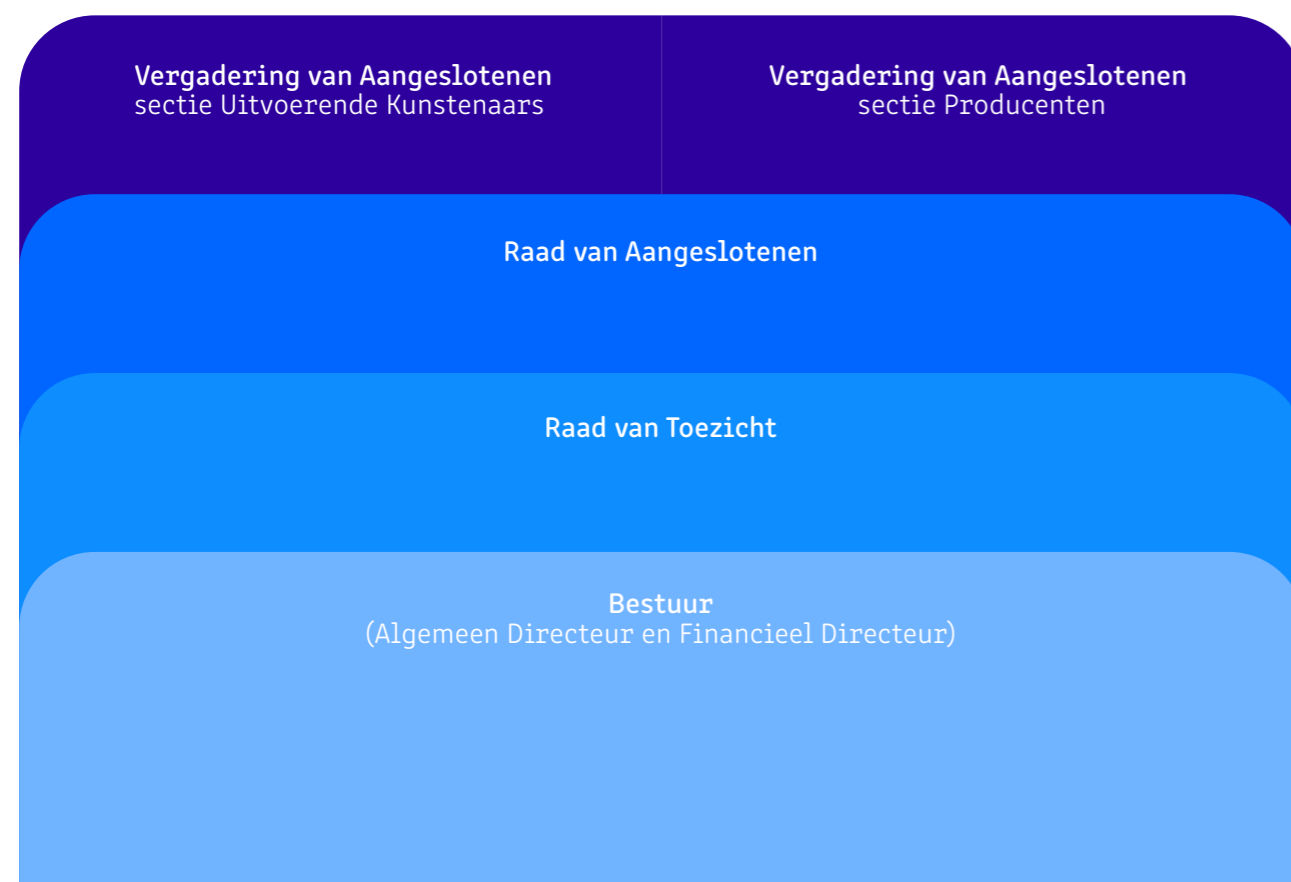 Vergadering van Aangeslotenen
sectie Uitvoerende Kunstenaars
Vergadering van Aangeslotenen
sectie Producenten
Raad van Aangeslotenen
Raad van Toezicht
Bestuur
(Algemeen Directeur en Financieel Directeur)